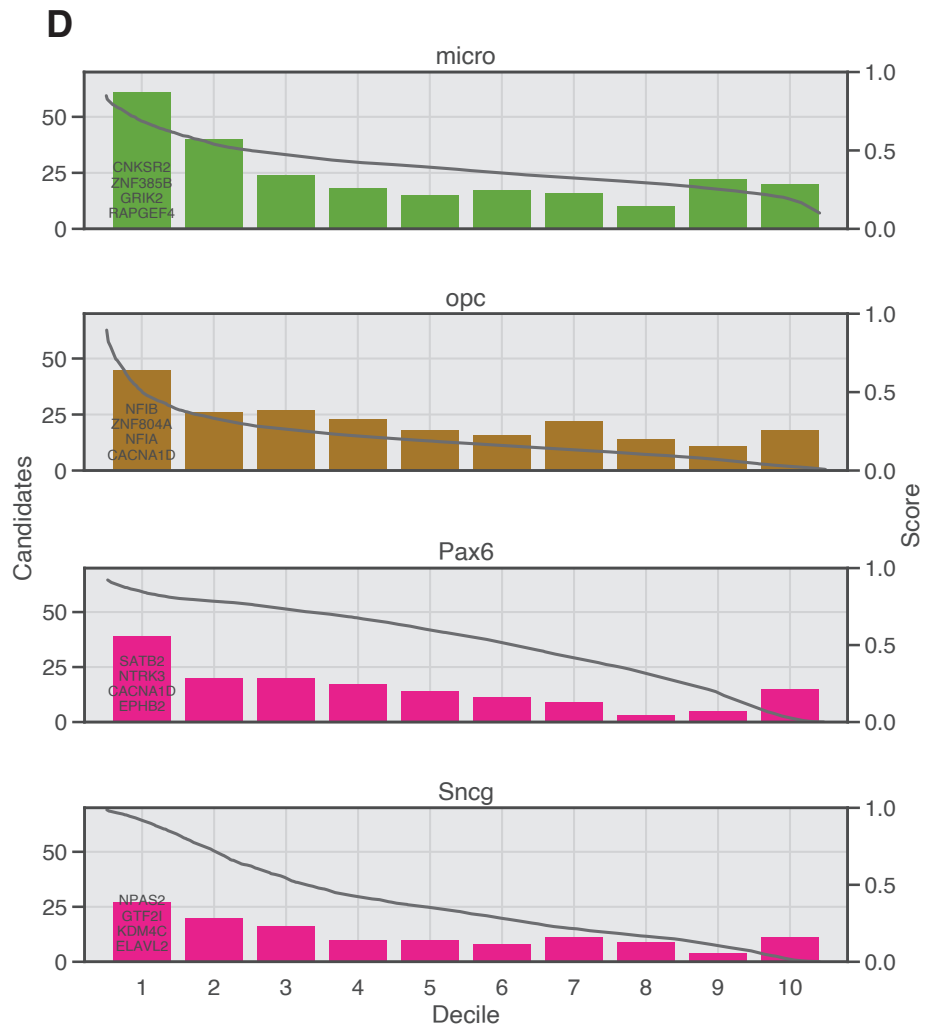 D
micro
50
25
0
1.0
0.5
0.0
CNKSR2
ZNF385B
GRIK2
RAPGEF4
opc
50
25
0
1.0
0.5
0.0
NFIB
ZNF804A
NFIA
CACNA1D
Candidates
Score
Pax6
50
25
0
1.0
0.5
0.0
SATB2
NTRK3
CACNA1D
EPHB2
Sncg
50
25
0
1.0
0.5
0.0
NPAS2
GTF2I
KDM4C
ELAVL2
1 2 3 4 5 6 7 8 9 10
Decile